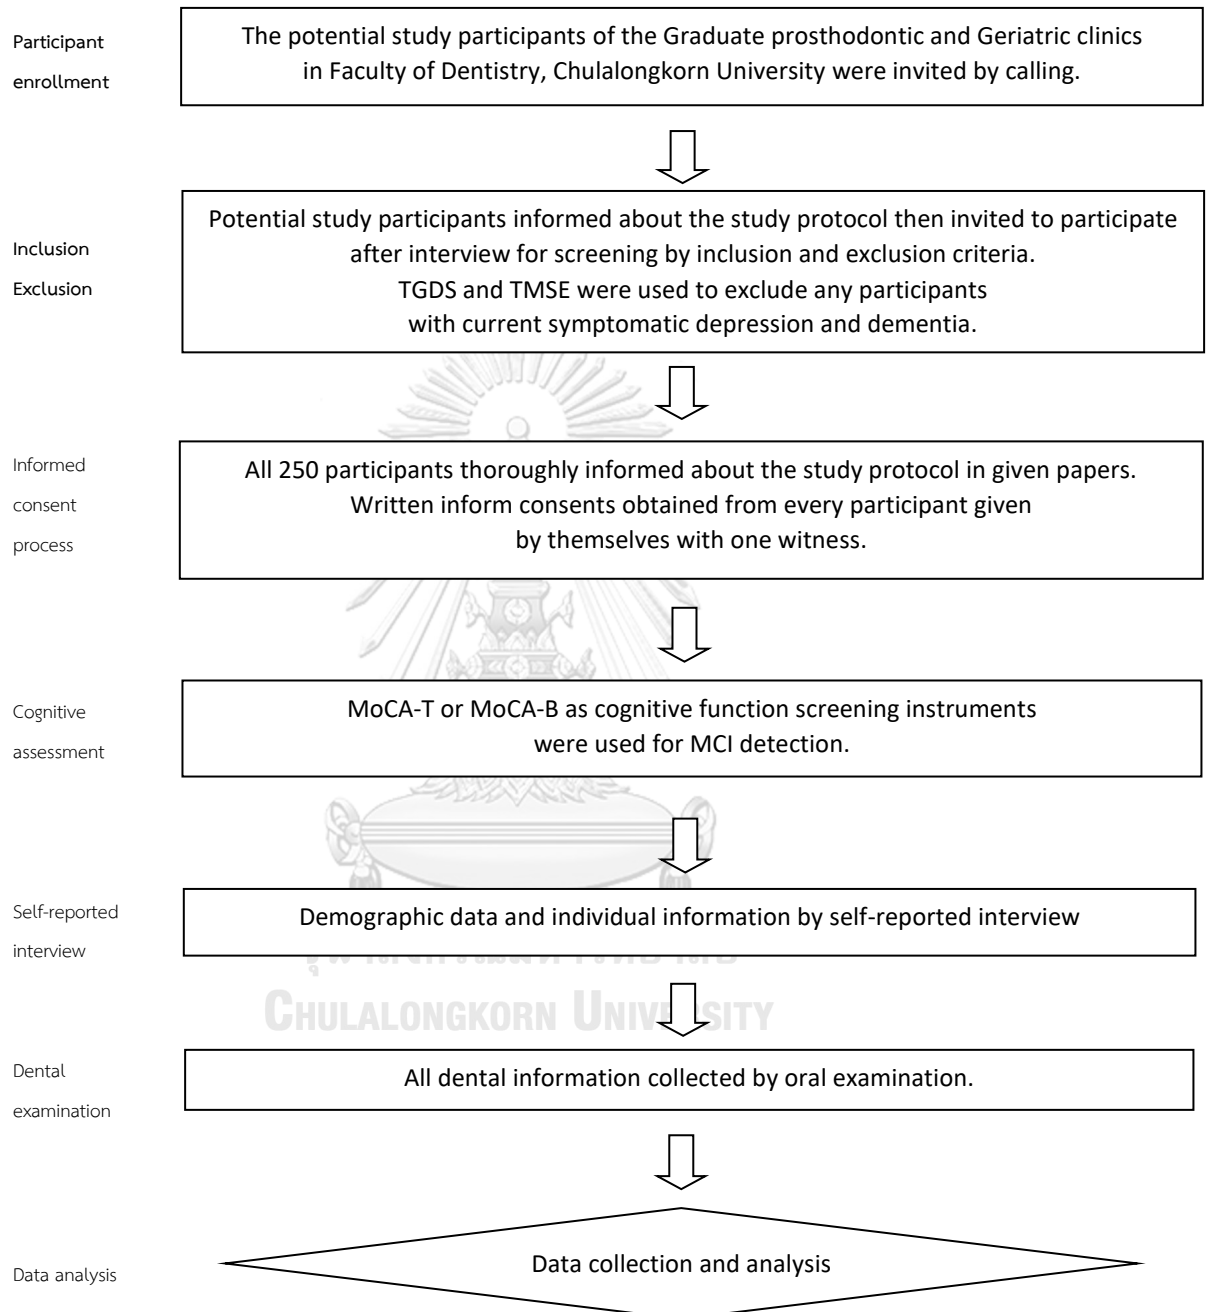 Participant
enrollment
The potential study participants of the Graduate prosthodontic and Geriatric clinics
in Faculty of Dentistry, Chulalongkorn University were invited by calling.
Inclusion
Exclusion
Potential study participants informed about the study protocol then invited to participate
after interview for screening by inclusion and exclusion criteria.
TGDS and TMSE were used to exclude any participants
with current symptomatic depression and dementia.
Informed
consent
process
All 250 participants thoroughly informed about the study protocol in given papers.
Written inform consents obtained from every participant given
by themselves with one witness.
Cognitive
assessment
MoCA-T or MoCA-B as cognitive function screening instruments
were used for MCI detection.
Self-reported
interview
Demographic data and individual information by self-reported interview
CHULALONGKORN UNIVERSITY
Dental
examination
All dental information collected by oral examination.
Data analysis
Data collection and analysis